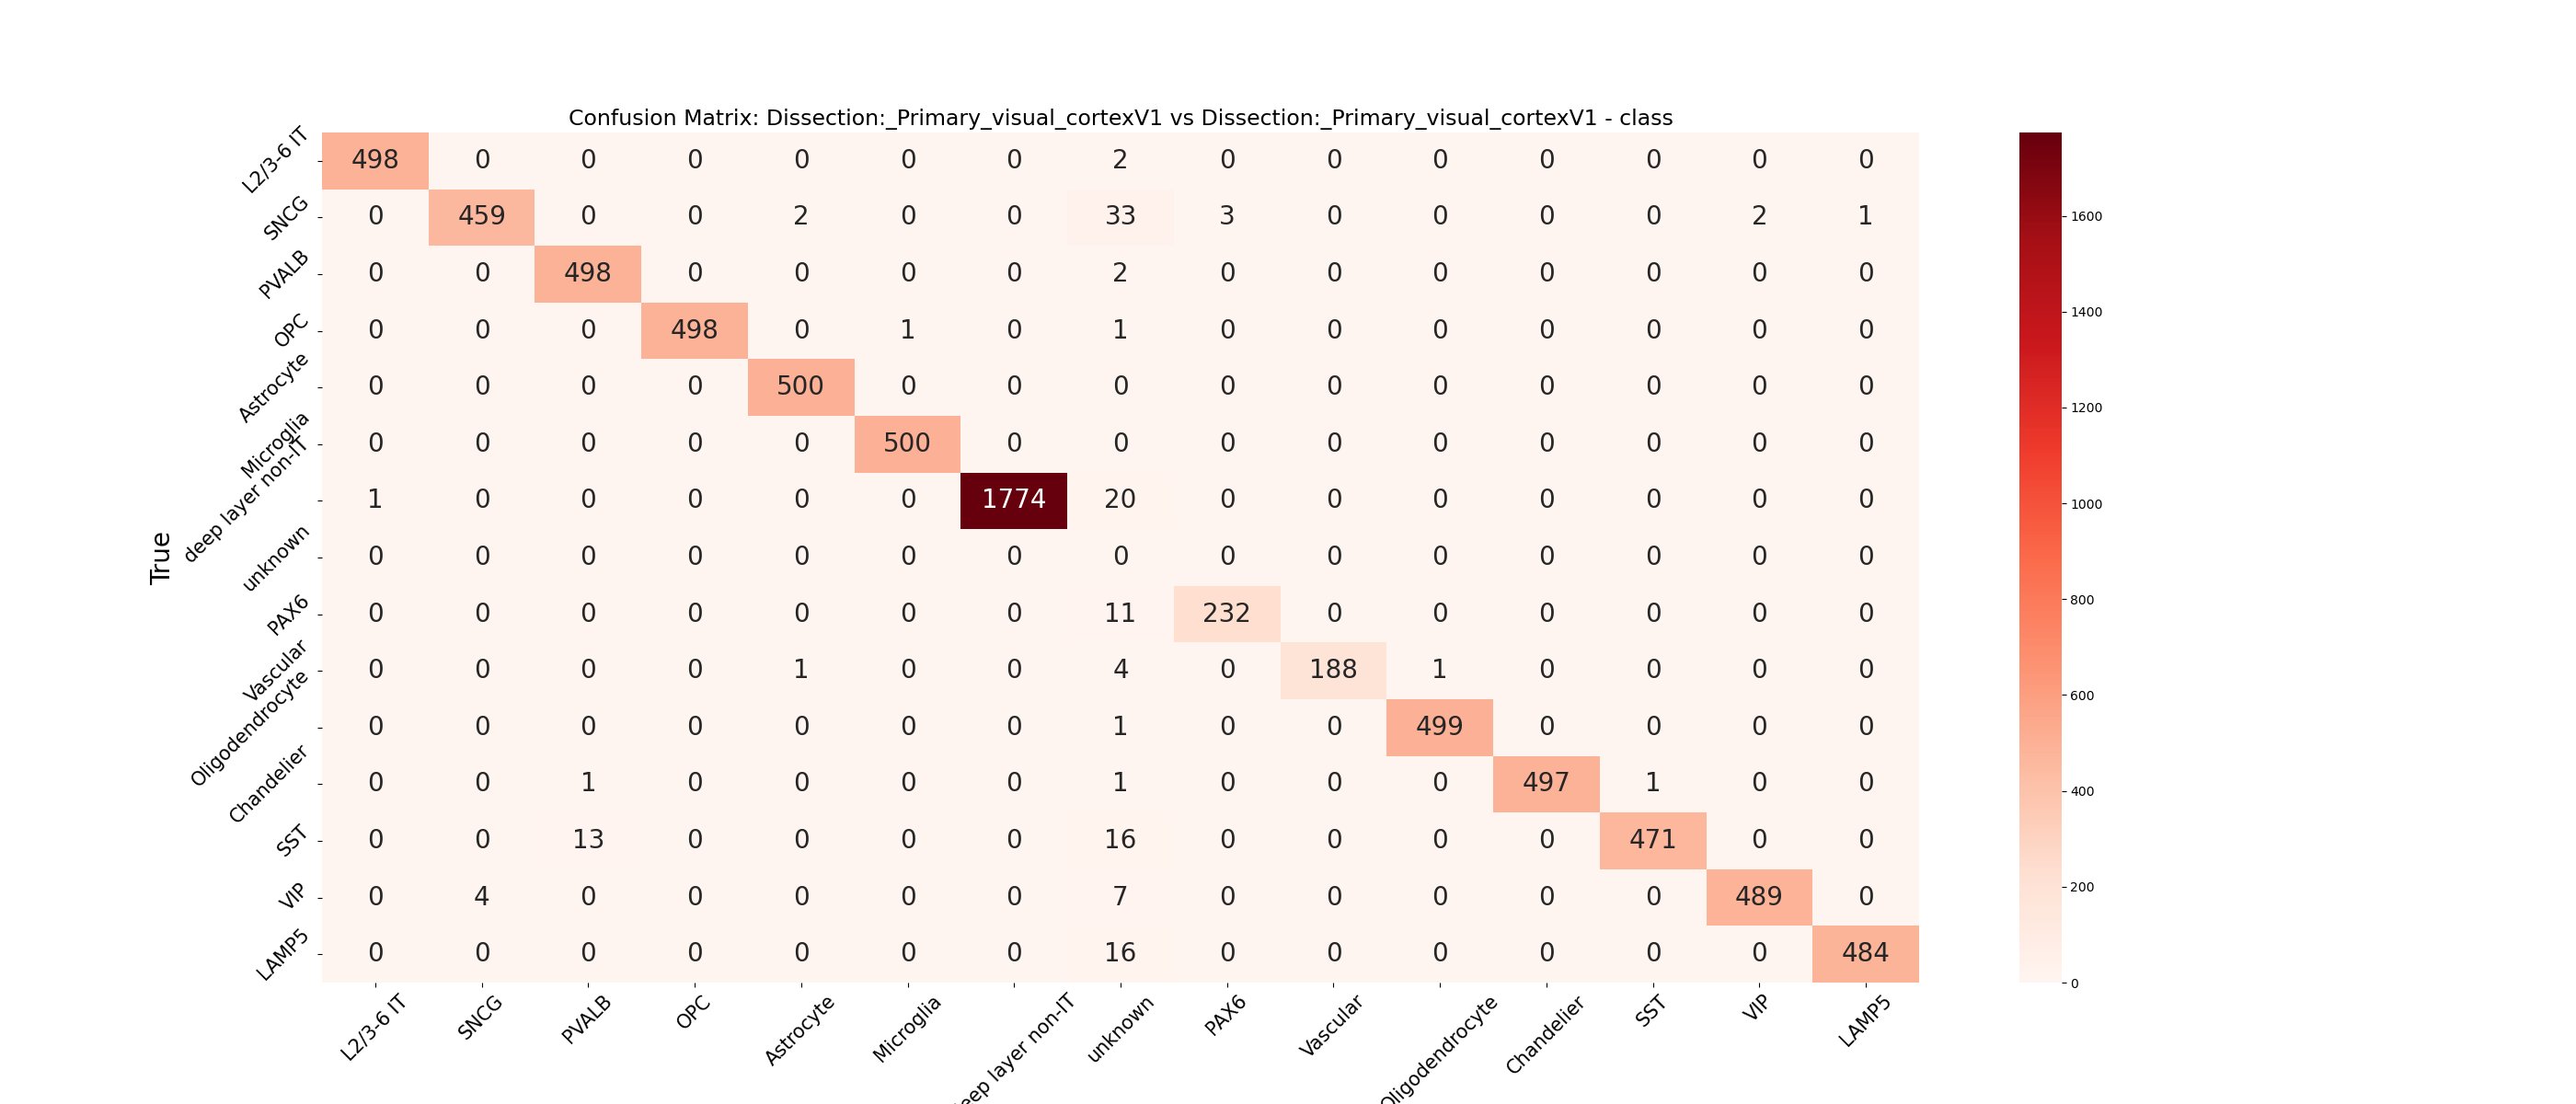 Confusion Matrix: Dissection:_Primary_visual_cortexV1 vs Dissection:_Primary_visual_cortexV1 - class
True
L2/3-6 IT 498 0 0 0 0 0 0 2 0 0 0 0 0 0 0
SNCG 0 459 0 0 2 0 0 33 3 0 0 0 0 2 1
PVALB 0 0 498 0 0 0 0 2 0 0 0 0 0 0 0
OPC 0 0 0 498 0 1 0 1 0 0 0 0 0 0 0
Astrocyte 0 0 0 0 500 0 0 0 0 0 0 0 0 0 0
Microglia 0 0 0 0 0 500 0 0 0 0 0 0 0 0 0
deep layer non-IT 1 0 0 0 0 0 1774 20 0 0 0 0 0 0 0
unknown 0 0 0 0 0 0 0 0 0 0 0 0 0 0 0
PAX6 0 0 0 0 0 0 0 11 232 0 0 0 0 0 0
Vascular 0 0 0 0 1 0 0 4 0 188 1 0 0 0 0
Oligodendrocyte 0 0 0 0 0 0 0 1 0 0 499 0 0 0 0
Chandelier 0 0 1 0 0 0 0 1 0 0 0 497 1 0 0
SST 0 0 13 0 0 0 0 16 0 0 0 0 471 0 0
VIP 0 4 0 0 0 0 0 7 0 0 0 0 0 489 0
LAMP5 0 0 0 0 0 0 0 16 0 0 0 0 0 0 484
L2/3-6 IT SNCG PVALB OPC Astrocyte Microglia deep layer non-IT unknown PAX6 Vascular Oligodendrocyte Chandelier SST VIP LAMP5
1600
1400
1200
1000
800
600
400
200
0